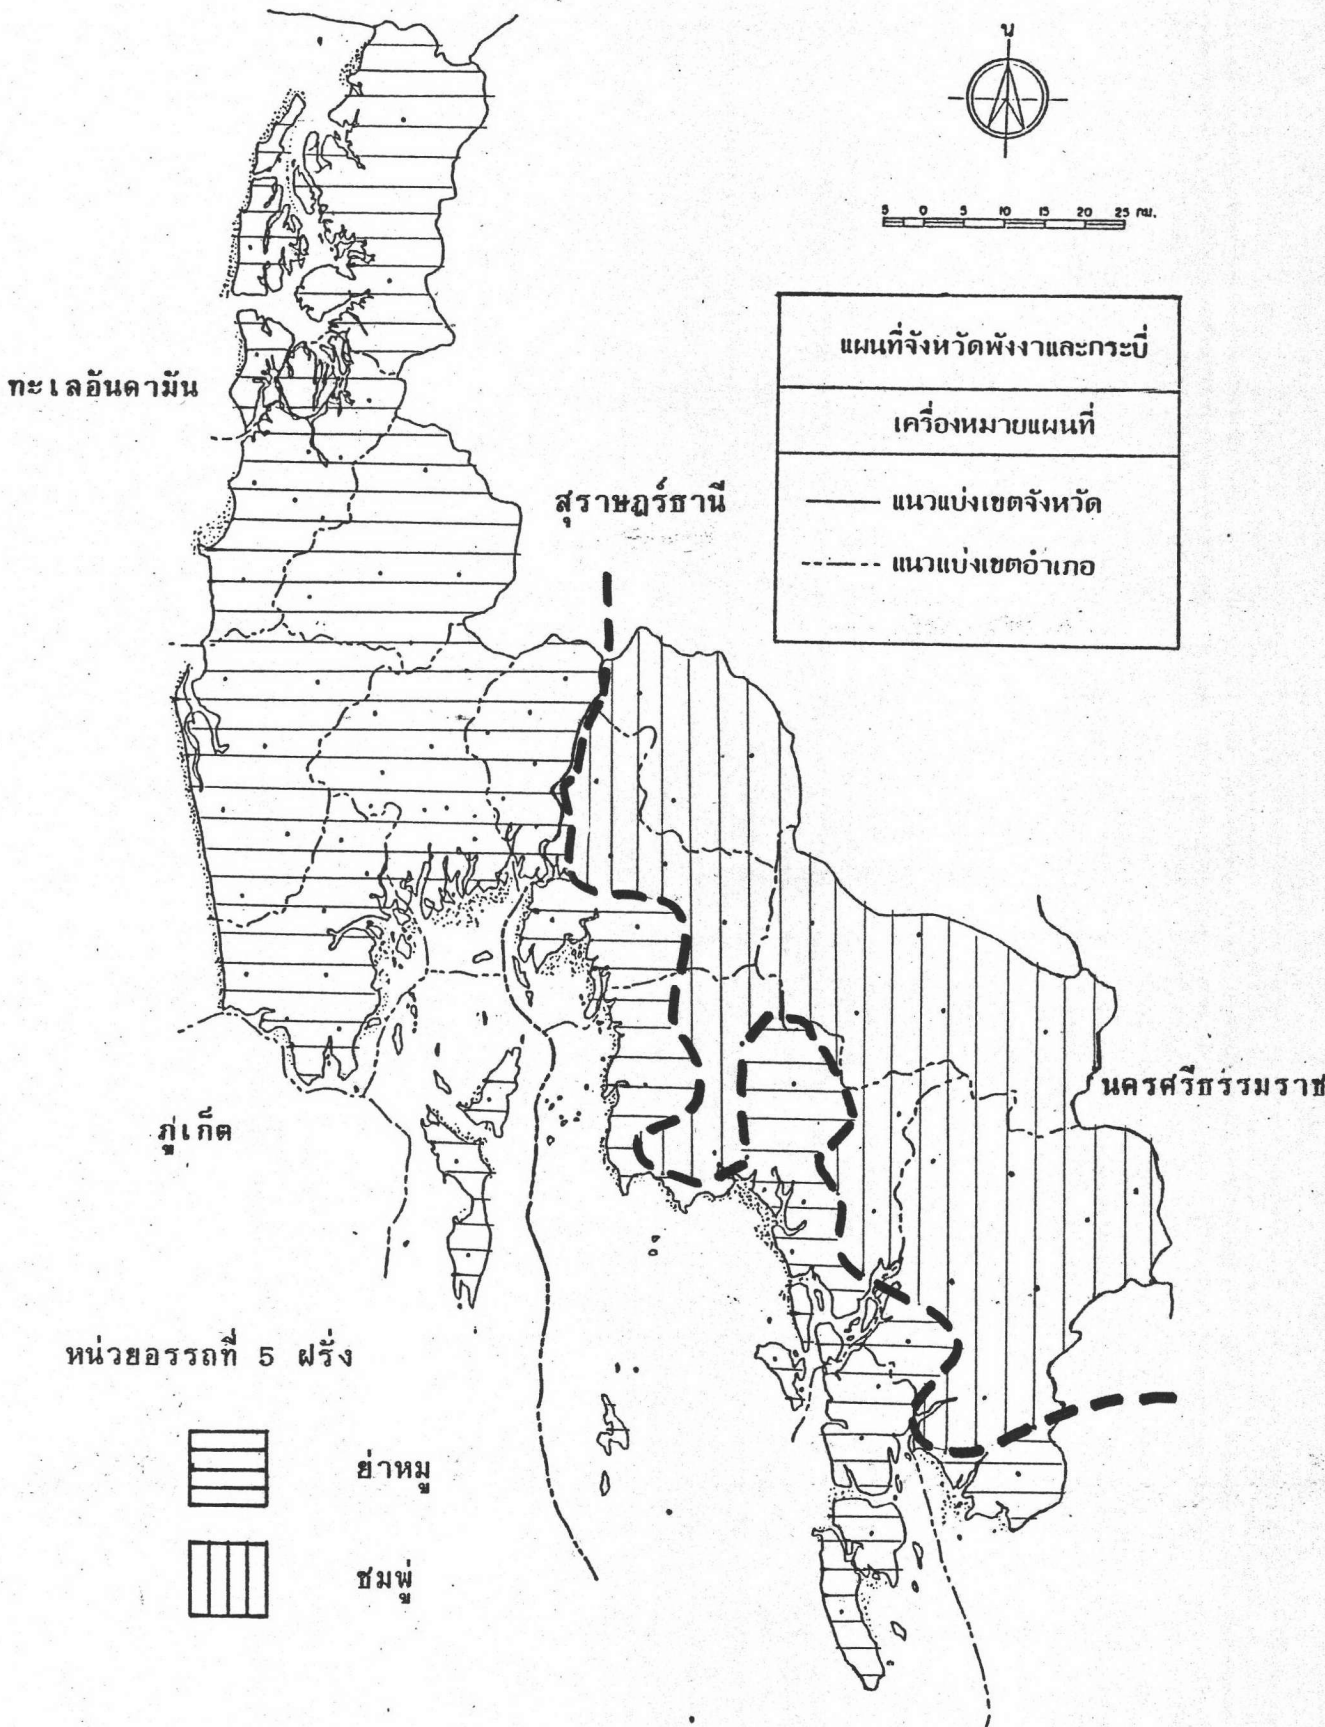 น
5 0 5 10 15 20 25 กม.
แผนที่จังหวัดพังงาและกระบี่
เครื่องหมายแผนที่
แนวแบ่งเขตจังหวัด
แนวแบ่งเขตอำเภอ
ทะเลอันดามัน
สุราษฎร์ธานี
นครศรีธรรมราช
ภูเก็ต
หน่วยอรรถที่ 5 ฝรั่ง
ย่าหมู
ชมพู่